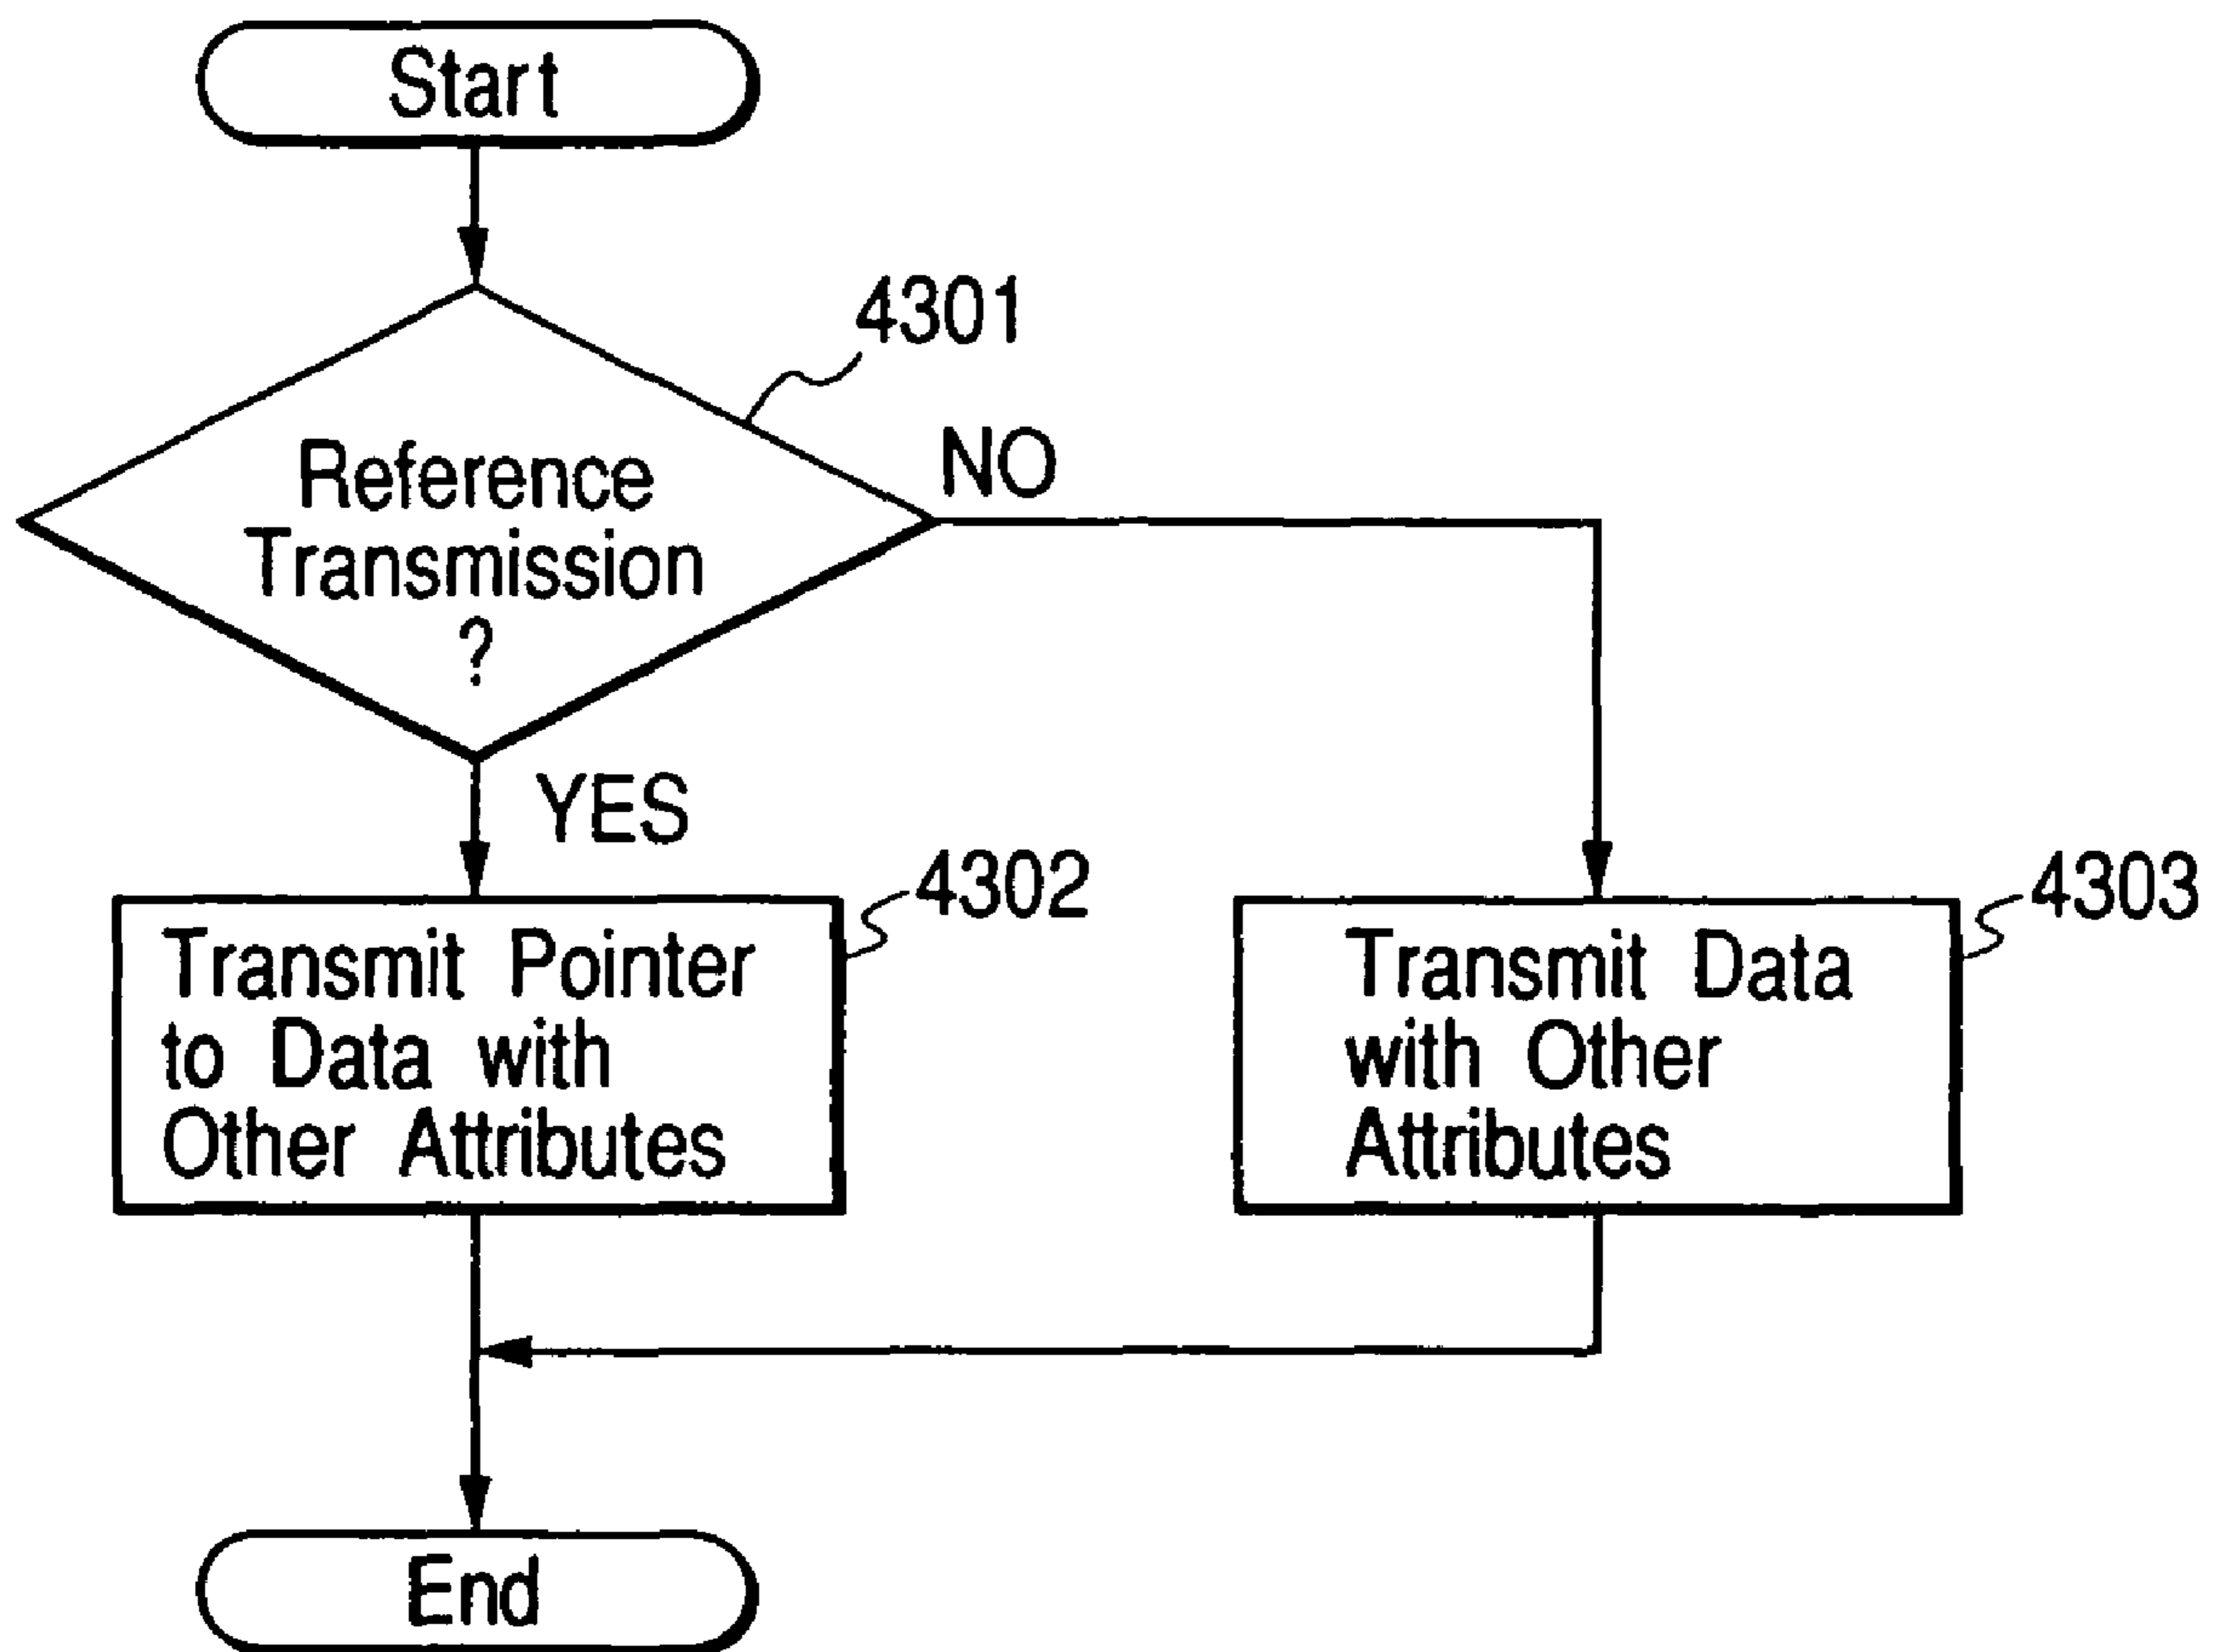 Start
4301
Reference
Transmission
?
NO
YES
4302
Transmit Pointer
to Data with
Other Attributes
4303
Transmit Data
with Other
Attributes
End